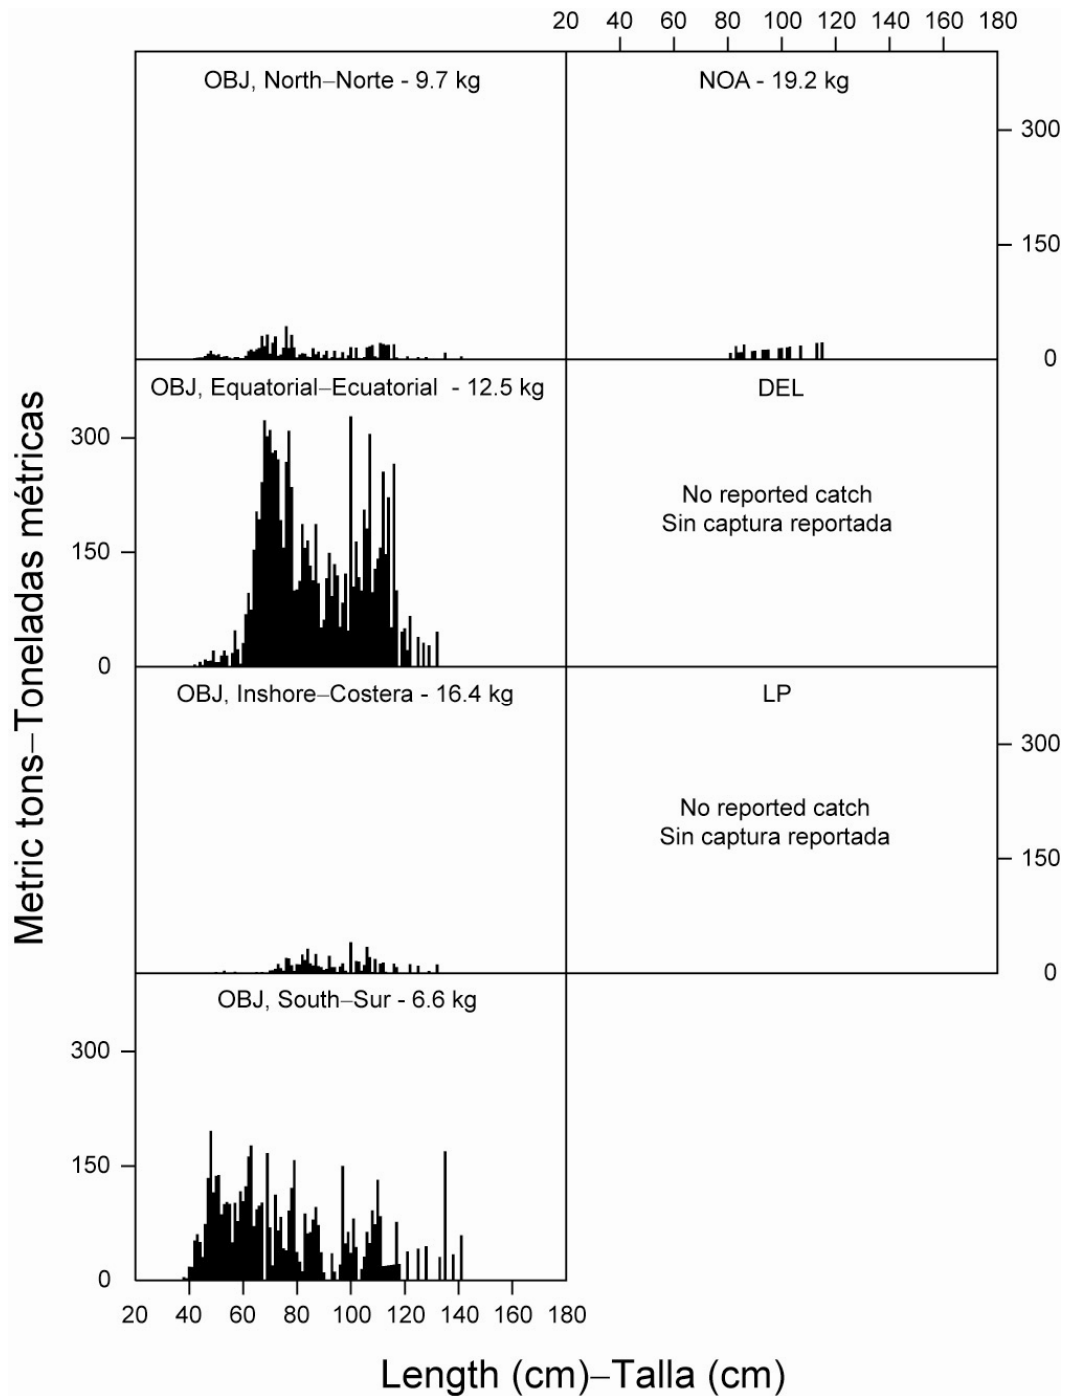 20 40 60 80 100 120 140 160 180
OBJ, North–Norte - 9.7 kg
NOA - 19.2 kg
300
150
0
OBJ, Equatorial–Ecuatorial - 12.5 kg
DEL
300
150
0
No reported catch
Sin captura reportada
OBJ, Inshore–Costera - 16.4 kg
LP
300
150
0
No reported catch
Sin captura reportada
OBJ, South–Sur - 6.6 kg
300
150
0
20 40 60 80 100 120 140 160 180
Metric tons–Toneladas métricas
Length (cm)–Talla (cm)